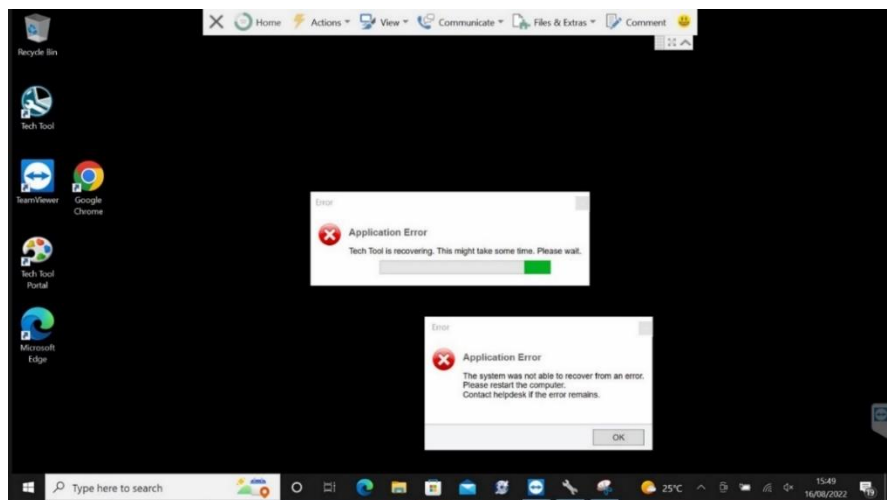 Home
Actions
View
Communicate
Files & Extras
Comment
Recycle Bin
Tech Tool
TeamViewer
Google
Chrome
Tech Tool
Portal
Microsoft
Edge
Error
Application Error
Tech Tool is recovering. This might take some time. Please wait.
Error
Application Error
The system was not able to recover from an error.
Please restart the computer.
Contact helpdesk if the error remains.
OK
Type here to search
25°C
15:49
16/08/2022
19